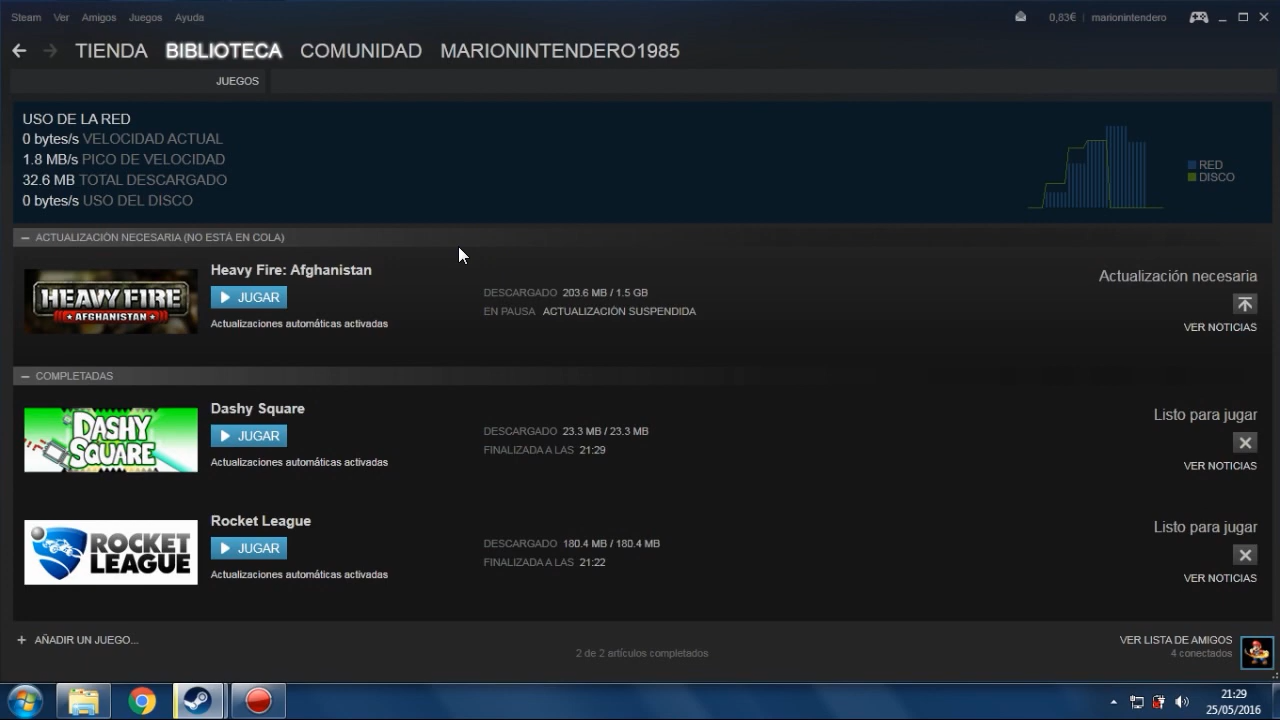 Steam Ver Amigos Juegos Ayuda
0,83€ | marionintendero
TIENDA BIBLIOTECA COMUNIDAD MARIONINTENDERO1985
JUEGOS
USO DE LA RED
0 bytes/s VELOCIDAD ACTUAL
1.8 MB/s PICO DE VELOCIDAD
32.6 MB TOTAL DESCARGADO
0 bytes/s USO DEL DISCO
RED
DISCO
— ACTUALIZACIÓN NECESARIA (NO ESTÁ EN COLA)
HEAVY FIRE
AFGHANISTAN
Heavy Fire: Afghanistan
JUGAR
Actualizaciones automáticas activadas
DESCARGADO 203.6 MB / 1.5 GB
EN PAUSA ACTUALIZACIÓN SUSPENDIDA
Actualización necesaria
VER NOTICIAS
— COMPLETADAS
DASHY
SQUARE
Dashy Square
JUGAR
Actualizaciones automáticas activadas
DESCARGADO 23.3 MB / 23.3 MB
FINALIZADA A LAS 21:29
Listo para jugar
VER NOTICIAS
ROCKET
LEAGUE
Rocket League
JUGAR
Actualizaciones automáticas activadas
DESCARGADO 180.4 MB / 180.4 MB
FINALIZADA A LAS 21:22
Listo para jugar
VER NOTICIAS
+ AÑADIR UN JUEGO...
2 de 2 artículos completados
VER LISTA DE AMIGOS
4 conectados
21:29
25/05/2016